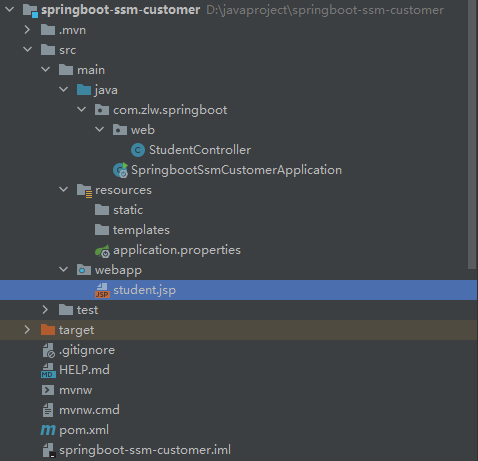 springboot-ssm-customer D:\javaproject\springboot-ssm-customer
.mvn
src
main
java
com.zlw.springboot
web
StudentController
SpringbootSsmCustomerApplication
resources
static
templates
application.properties
webapp
JSP student.jsp
test
target
.gitignore
MD HELP.md
mvnw
mvnw.cmd
m pom.xml
springboot-ssm-customer.iml